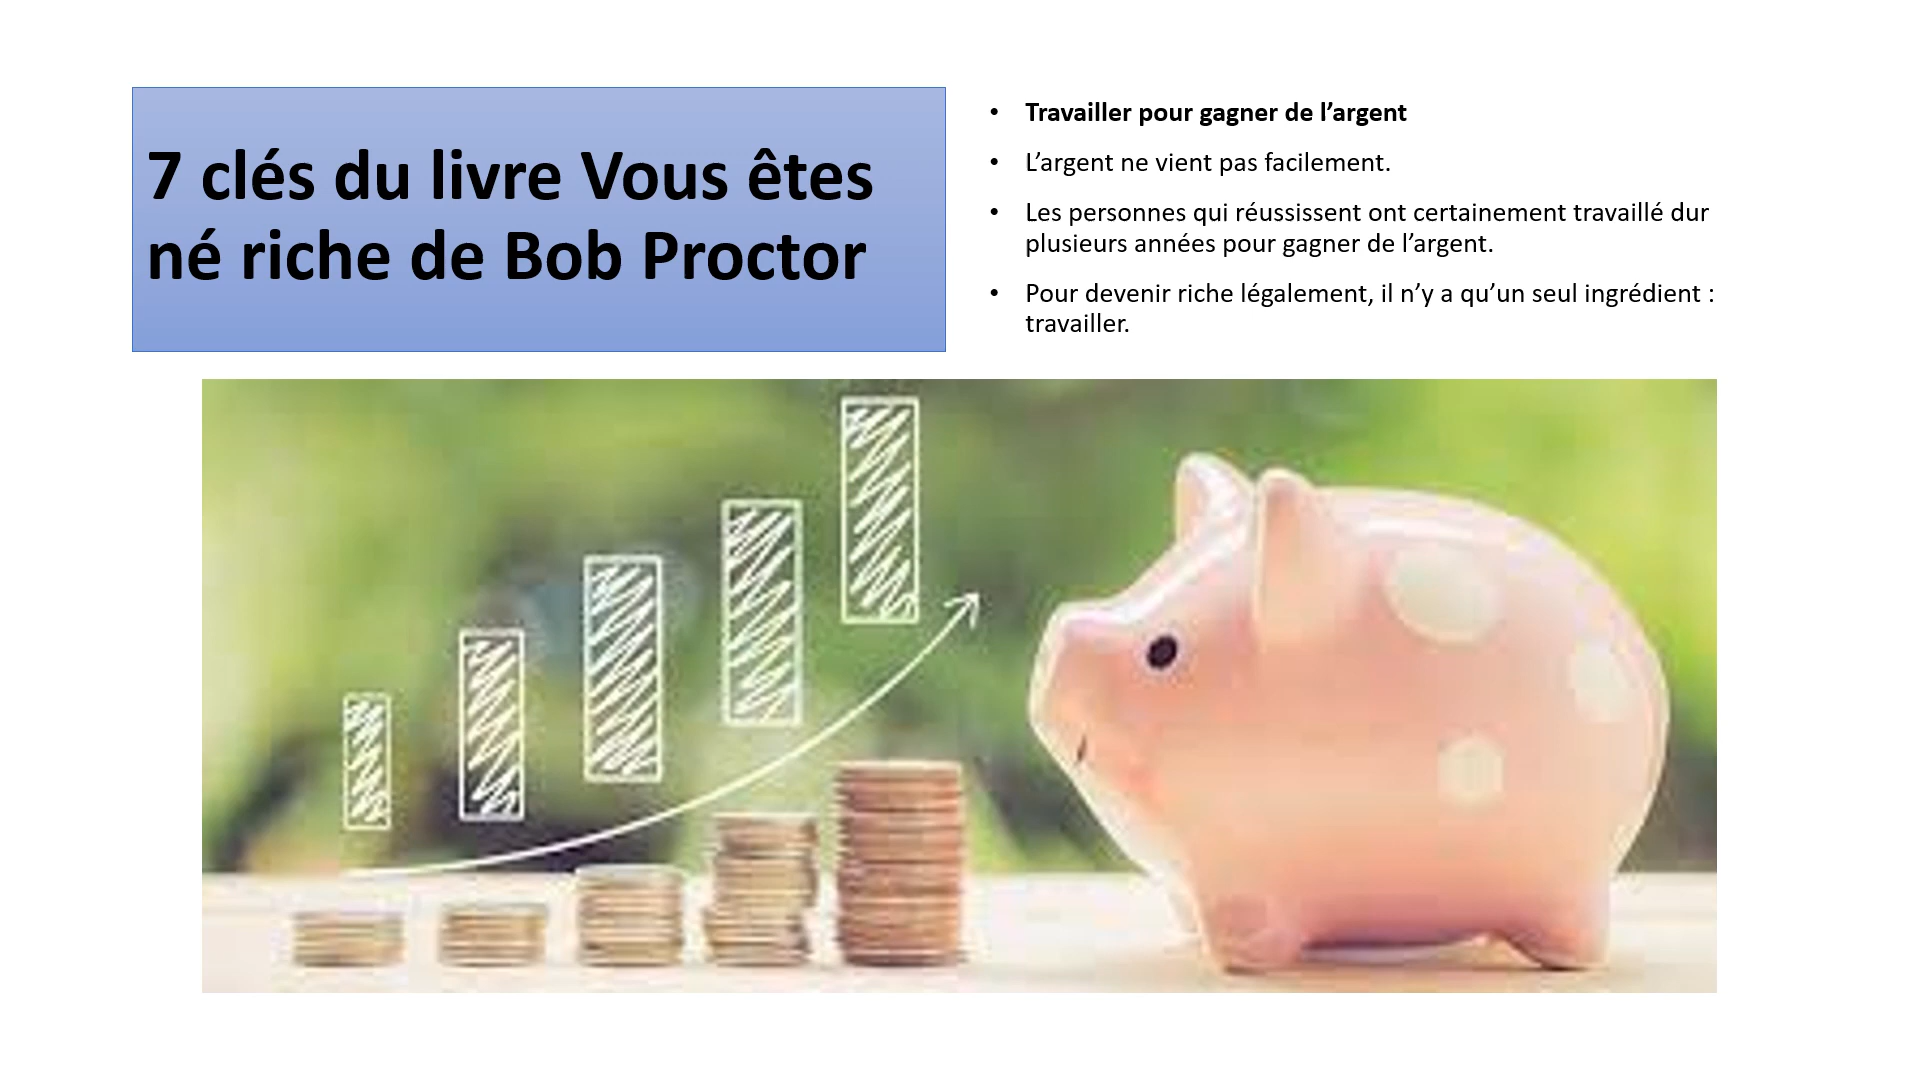 7 clés du livre Vous êtes
né riche de Bob Proctor
• Travailler pour gagner de l’argent
• L’argent ne vient pas facilement.
• Les personnes qui réussissent ont certainement travaillé dur
plusieurs années pour gagner de l’argent.
• Pour devenir riche légalement, il n’y a qu’un seul ingrédient :
travailler.